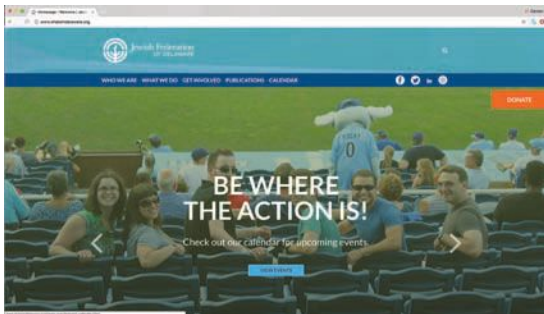 Jewish Federation
OF DELAWARE
WHO WE ARE WHAT WE DO GET INVOLVED PUBLICATIONS CALENDAR
DONATE
0
BE WHERE
THE ACTION IS!
Check out our calendar for upcoming events.
VIEW EVENTS